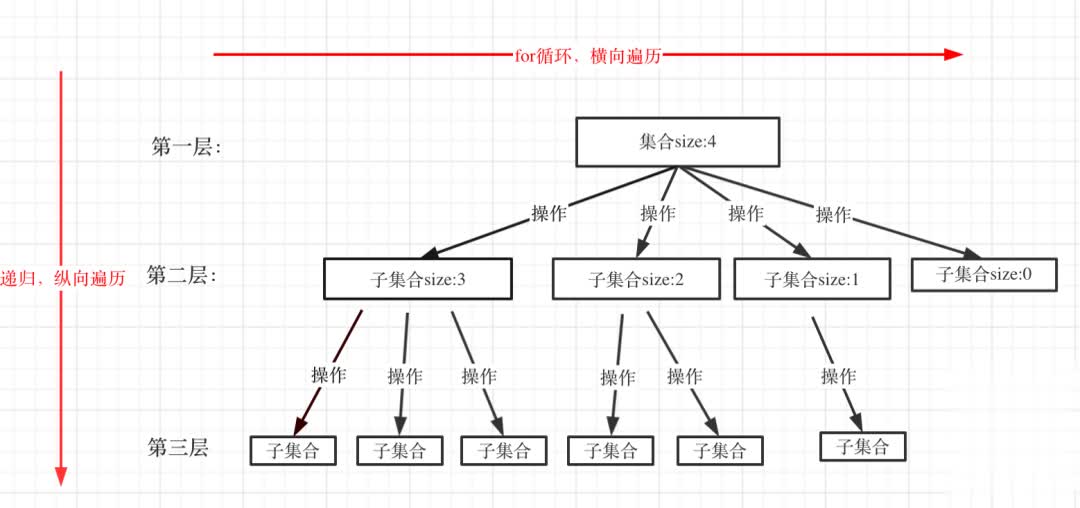 for循环，横向遍历
第一层：
集合size:4
操作
操作
操作
操作
递归，纵向遍历
第二层：
子集合size:3
子集合size:2
子集合size:1
子集合size:0
操作
操作
操作
操作
操作
操作
第三层
子集合
子集合
子集合
子集合
子集合
子集合